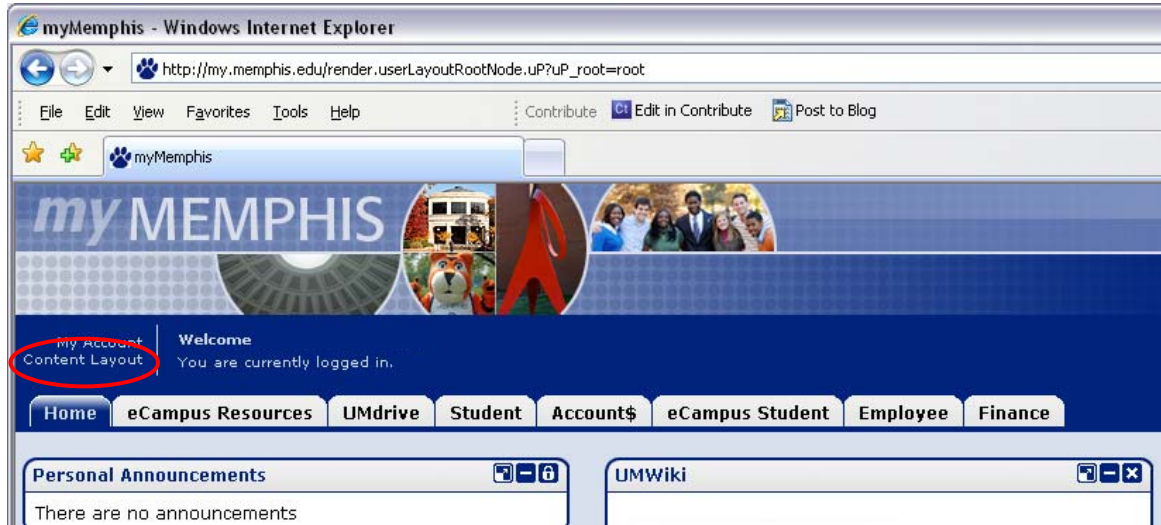 myMemphis - Windows Internet Explorer
http://my.memphis.edu/render.userLayoutRootNode.uP?uP_root=root
File Edit View Favorites Tools Help Contribute Ct Edit in Contribute Post to Blog
myMemphis
my MEMPHIS
My Account Welcome
Content Layout You are currently logged in.
Home eCampus Resources UMdrive Student Account$ eCampus Student Employee Finance
Personal Announcements UMWiki
There are no announcements